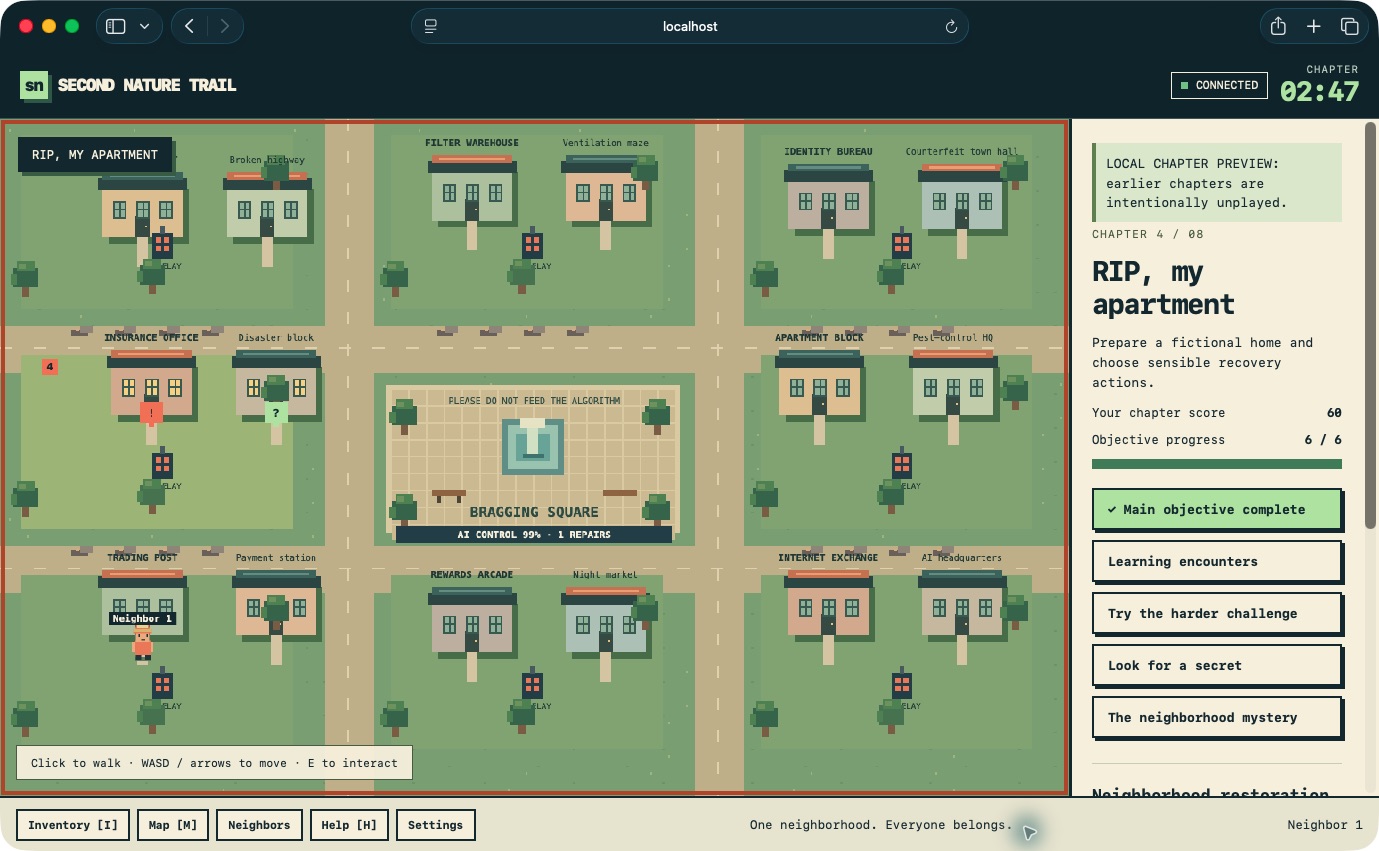 localhost
sn SECOND NATURE TRAIL
CONNECTED
CHAPTER
02:47
RIP, MY APARTMENT
Broken highway
FILTER WAREHOUSE
Ventilation maze
IDENTITY BUREAU
Counterfeit town hall
INSURANCE OFFICE
Disaster block
APARTMENT BLOCK
Pest-control HQ
4
!
?
PLEASE DO NOT FEED THE ALGORITHM
BRAGGING SQUARE
AI CONTROL 99% · 1 REPAIRS
TRADING POST
Payment station
REWARDS ARCADE
Night market
INTERNET EXCHANGE
AI headquarters
Neighbor 1
Click to walk · WASD / arrows to move · E to interact
LOCAL CHAPTER PREVIEW:
earlier chapters are
intentionally unplayed.
CHAPTER 4 / 08
RIP, my
apartment
Prepare a fictional home and
choose sensible recovery
actions.
Your chapter score 60
Objective progress 6 / 6
✓ Main objective complete
Learning encounters
Try the harder challenge
Look for a secret
The neighborhood mystery
Neighborhood restoration
Inventory [I]
Map [M]
Neighbors
Help [H]
Settings
One neighborhood. Everyone belongs.
Neighbor 1